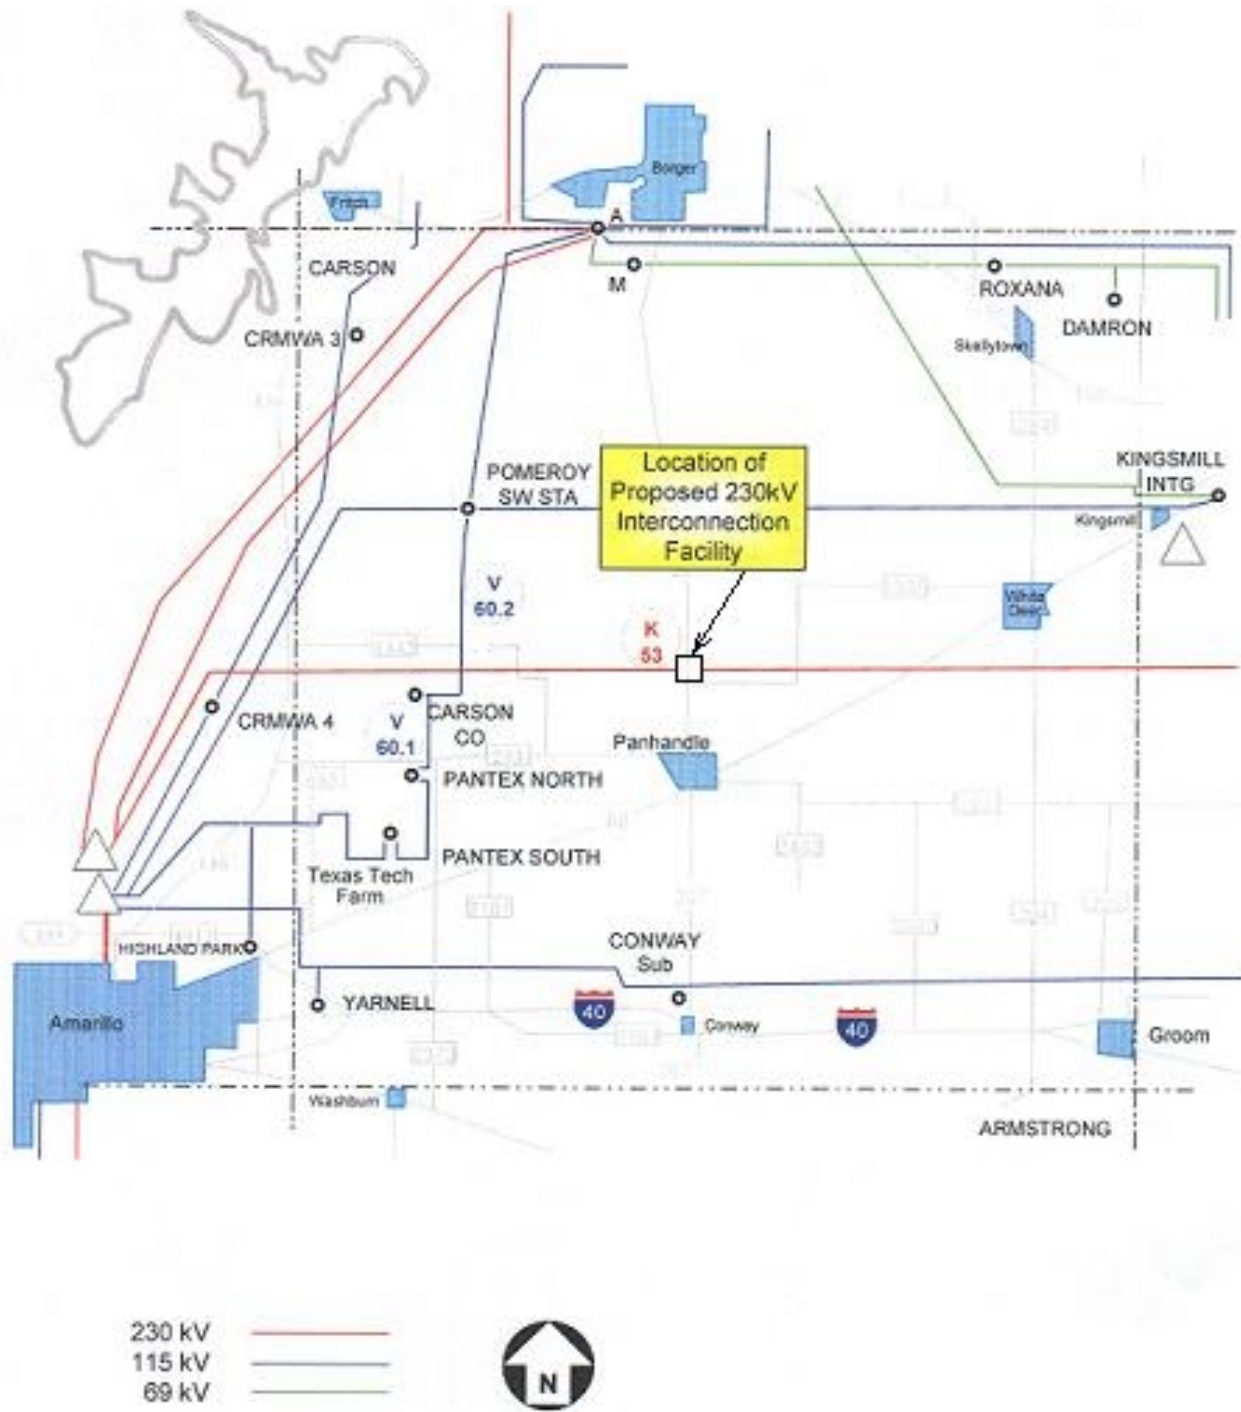 Borger
Fritch
A
CARSON
M
ROXANA
CRMWA 3
DAMRON
Skellytown
Location of
Proposed 230kV
Interconnection
Facility
POMEROY
SW STA
KINGSMILL
INTG
Kingsmill
V
60.2
White
Deer
K
53
CRMWA 4
V
60.1
CARSON
CO
Panhandle
PANTEX NORTH
PANTEX SOUTH
Texas Tech
Farm
HIGHLAND PARK
CONWAY
Sub
YARNELL
40
40
Amarillo
Conway
Groom
Washburn
ARMSTRONG
230 kV
115 kV
69 kV
N